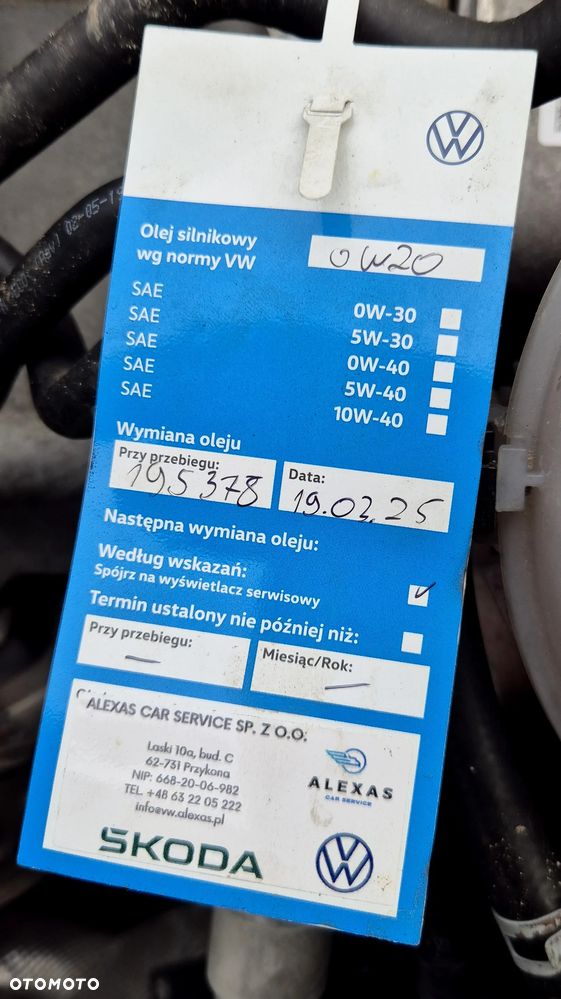 Olej silnikowy
wg normy VW
0W20
SAE 0W-30
SAE 5W-30
SAE 0W-40
SAE 5W-40
SAE 10W-40
Wymiana oleju
Przy przebiegu: Data:
195378 19.02.25
Następna wymiana oleju:
Według wskazań:
Spójrz na wyświetlacz serwisowy
Termin ustalony nie później niż:
Przy przebiegu: Miesiąc/Rok:
— —
ALEXAS CAR SERVICE SP. Z O.O.
Laski 10a, bud. C
62-731 Przykona
NIP: 668-20-06-982
TEL. +48 63 22 05 222
info@vw.alexas.pl
ALEXAS
CAR SERVICE
ŠKODA
02-05-19
OTOMOTO